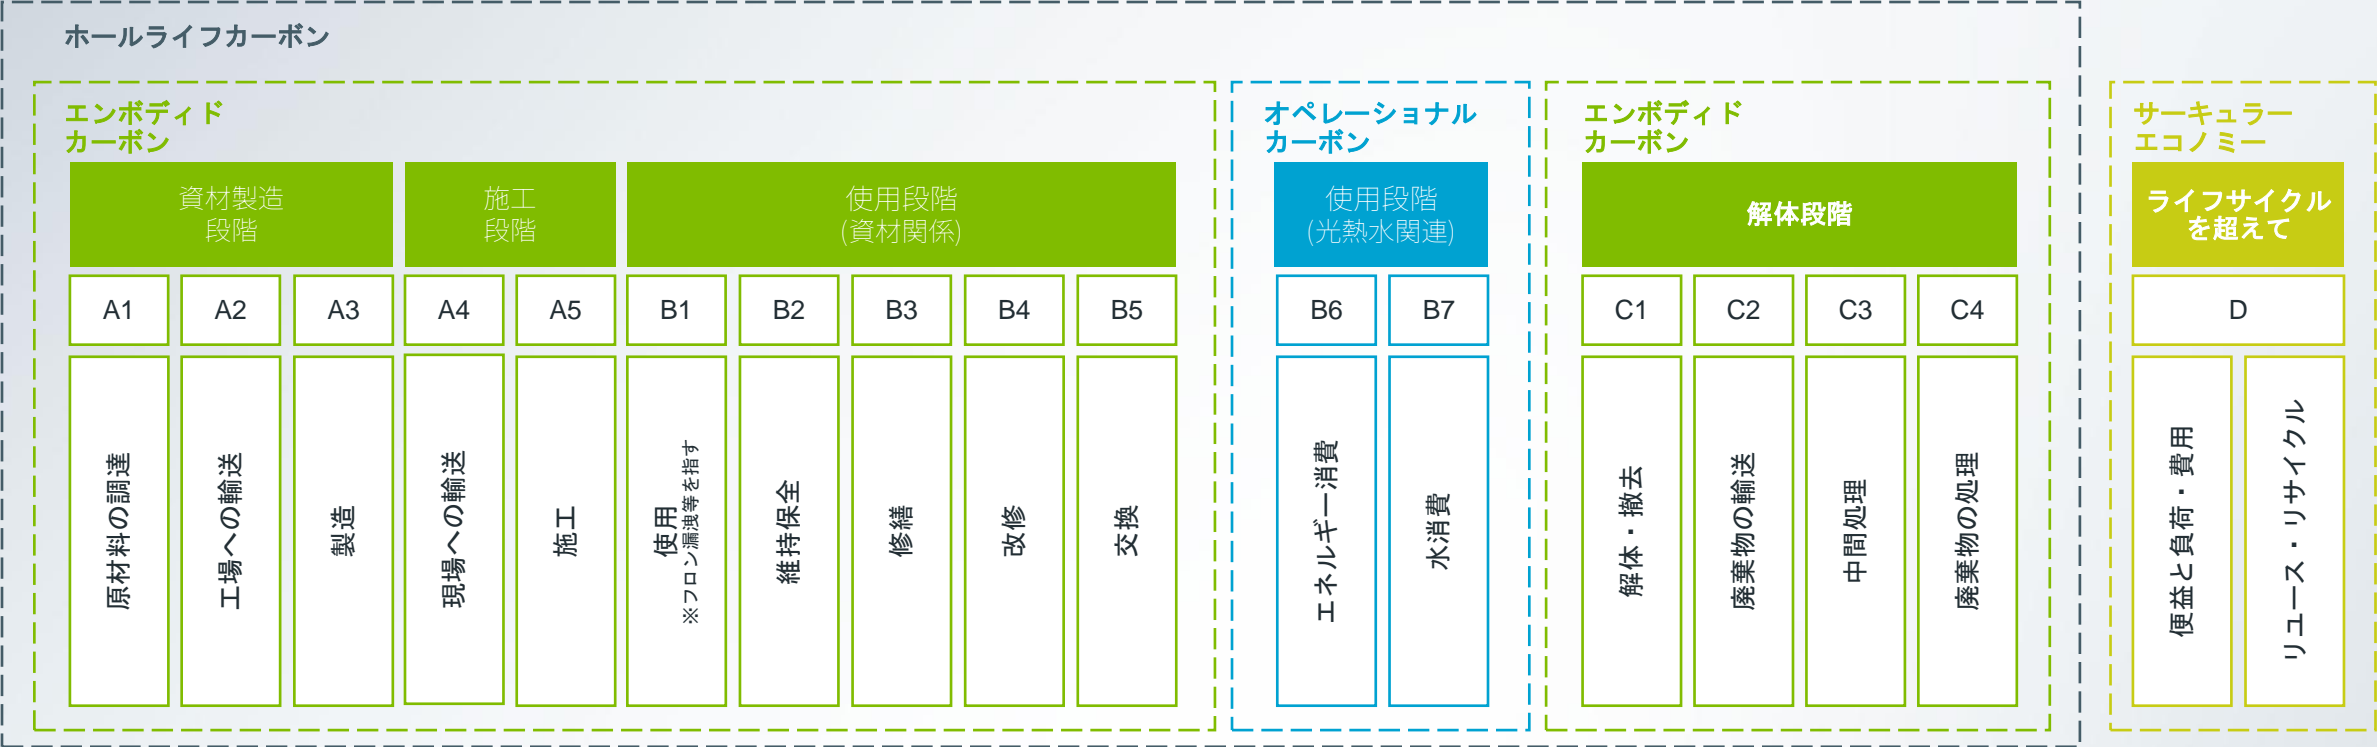 ホールライフカーボン
エンボディド
カーボン
オペレーショナル
カーボン
エンボディド
カーボン
サーキュラー
エコノミー
資材製造
段階
施工
段階
使用段階
(資材関係)
使用段階
(光熱水関連)
解体段階
ライフサイクル
を超えて
A1
A2
A3
A4
A5
B1
B2
B3
B4
B5
B6
B7
C1
C2
C3
C4
D
原材料の調達
工場への輸送
製造
現場への輸送
施工
使用
※フロン漏洩等を指す
維持保全
修繕
改修
交換
エネルギー消費
水消費
解体・撤去
廃棄物の輸送
中間処理
廃棄物の処理
便益と負荷・費用
リユース・リサイクル